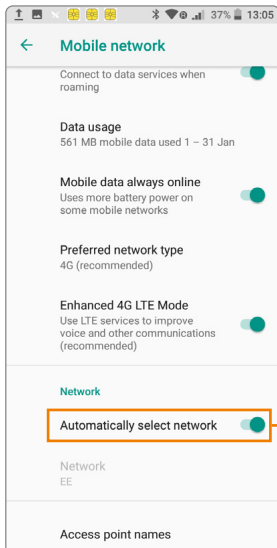 37% 13:05
Mobile network
Connect to data services when
roaming
Data usage
561 MB mobile data used 1 – 31 Jan
Mobile data always online
Uses more battery power on
some mobile networks
Preferred network type
4G (recommended)
Enhanced 4G LTE Mode
Use LTE services to improve
voice and other communications
(recommended)
Network
Automatically select network
Network
EE
Access point names